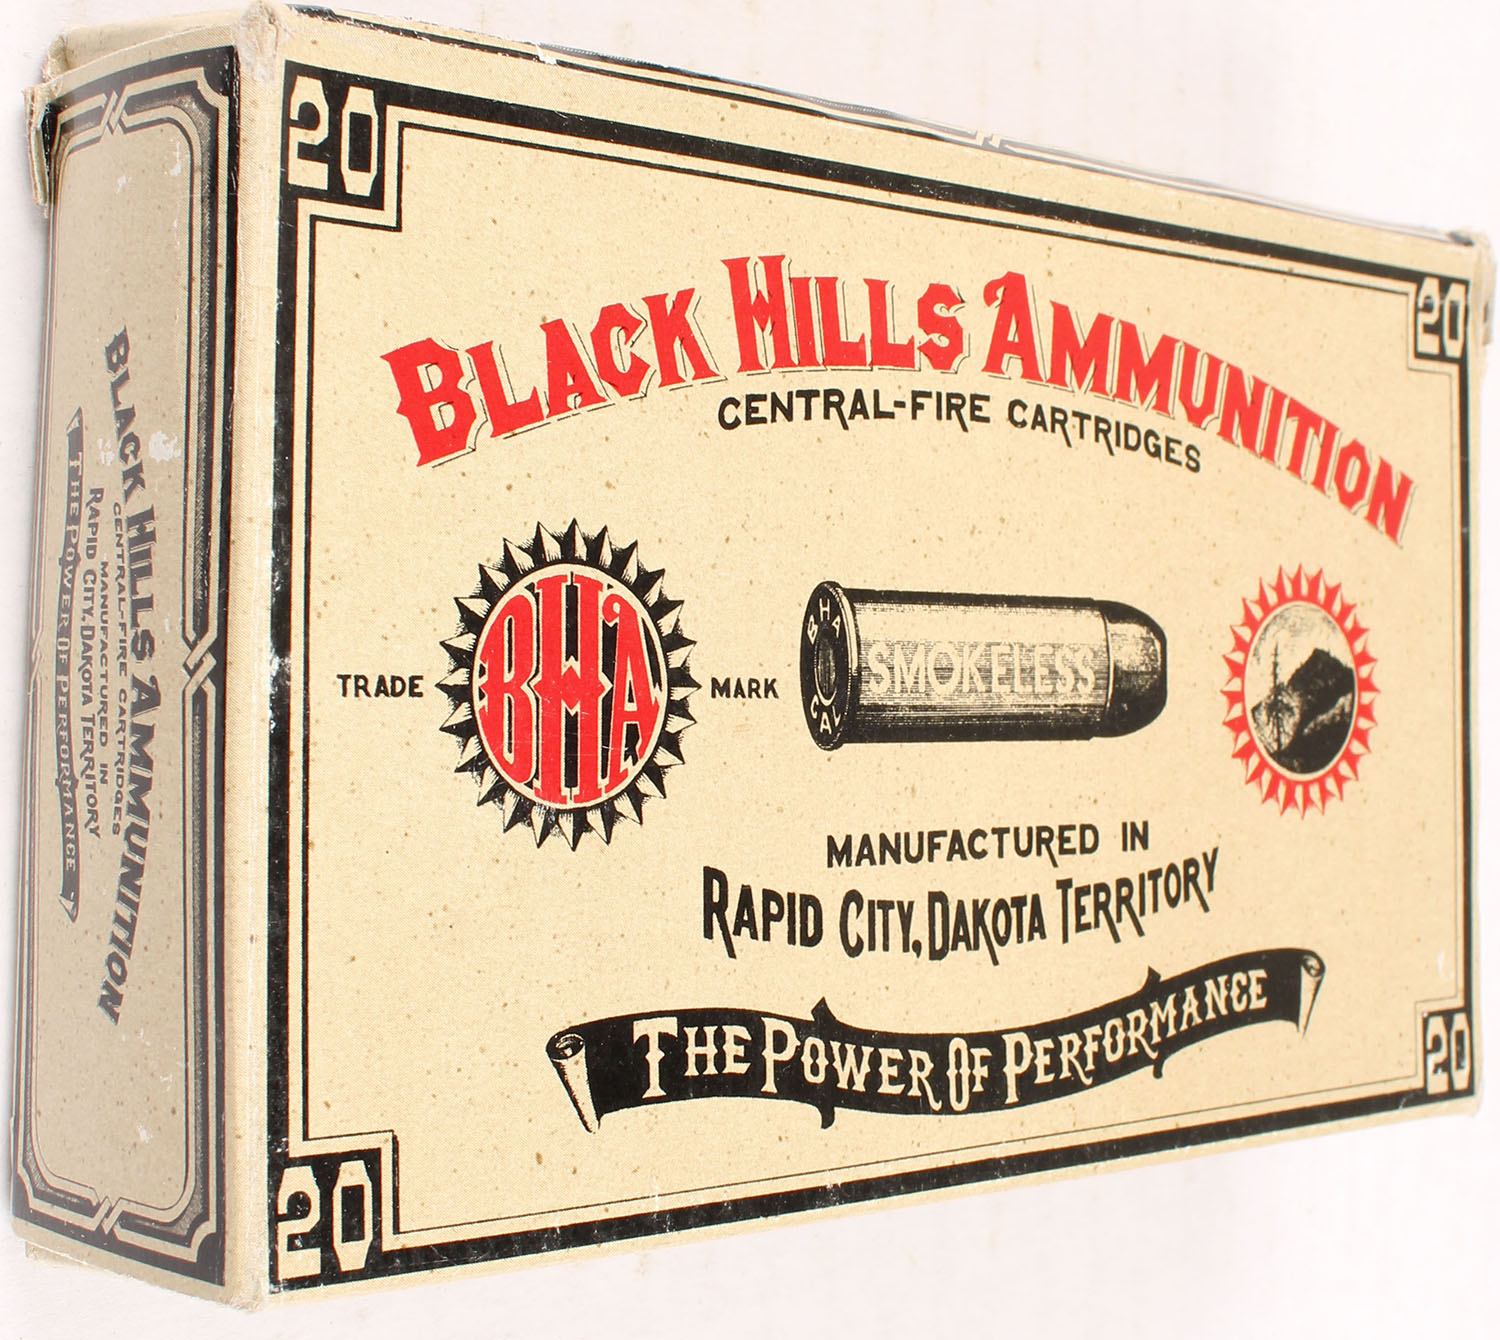 20
20
BLACK HILLS AMMUNITION
CENTRAL-FIRE CARTRIDGES
TRADE
BHA
MARK
BHA
CAL
SMOKELESS
MANUFACTURED IN
RAPID CITY, DAKOTA TERRITORY
THE POWER OF PERFORMANCE
20
20
BLACK HILLS AMMUNITION
CENTRAL-FIRE CARTRIDGES
MANUFACTURED IN
RAPID CITY, DAKOTA TERRITORY
THE POWER OF PERFORMANCE